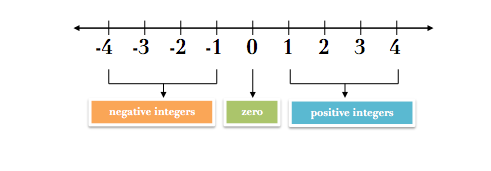 -4 -3 -2 -1 0 1 2 3 4
negative integers zero positive integers